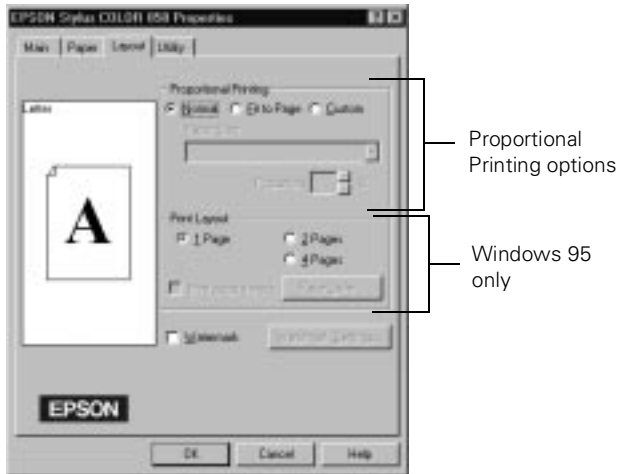 EPSON Stylus COLOR 850 Properties
Main Paper Layout Utility
Proportional Printing
Letter
Normal Fit to Page Custom
A
Print Layout
1 Page 2 Pages
4 Pages
Watermark
EPSON
OK Cancel Help
Proportional
Printing options
Windows 95
only